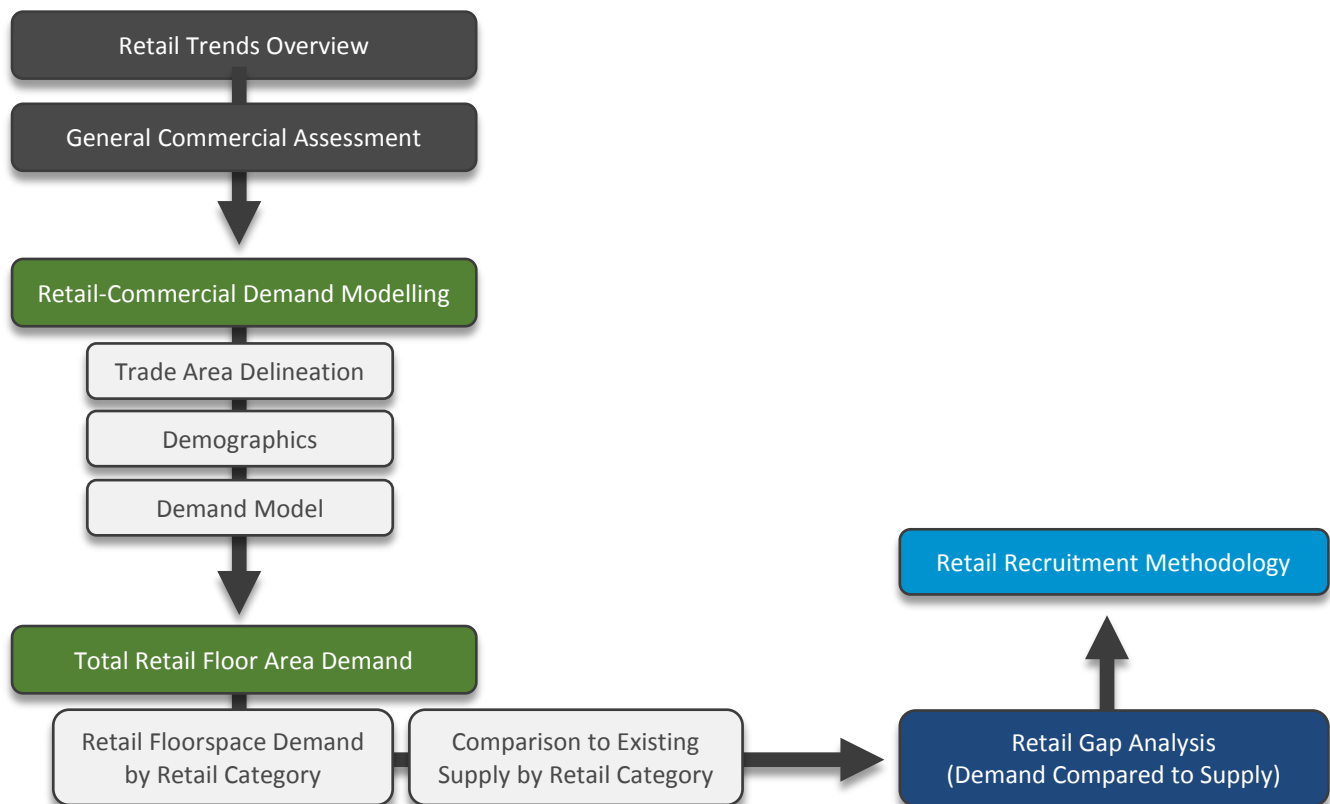 Retail Trends Overview
General Commercial Assessment
Retail-Commercial Demand Modelling
Trade Area Delineation
Demographics
Demand Model
Total Retail Floor Area Demand
Retail Floorspace Demand
by Retail Category
Comparison to Existing
Supply by Retail Category
Retail Gap Analysis
(Demand Compared to Supply)
Retail Recruitment Methodology